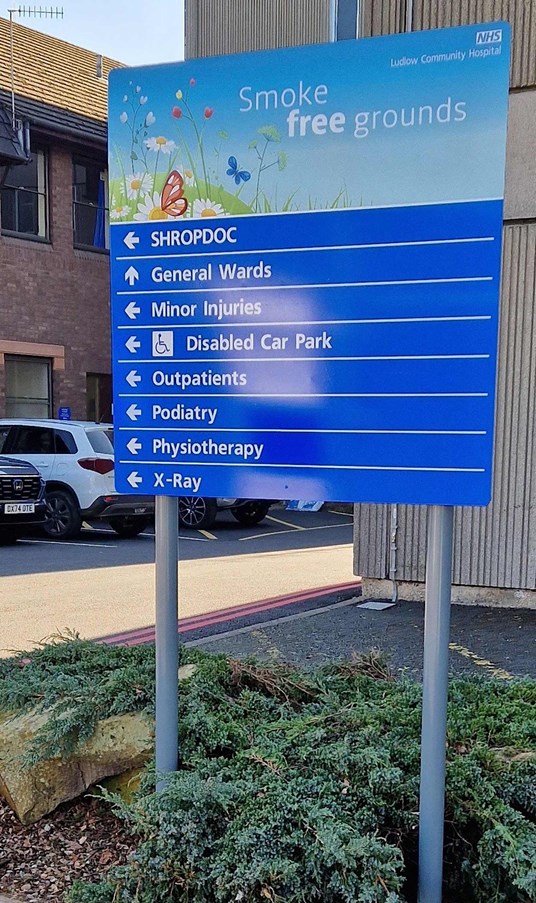 NHS
Ludlow Community Hospital
Smoke
free grounds
← SHROPDOC
↑ General Wards
← Minor Injuries
← Disabled Car Park
← Outpatients
← Podiatry
← Physiotherapy
← X-Ray
DX74 OTE